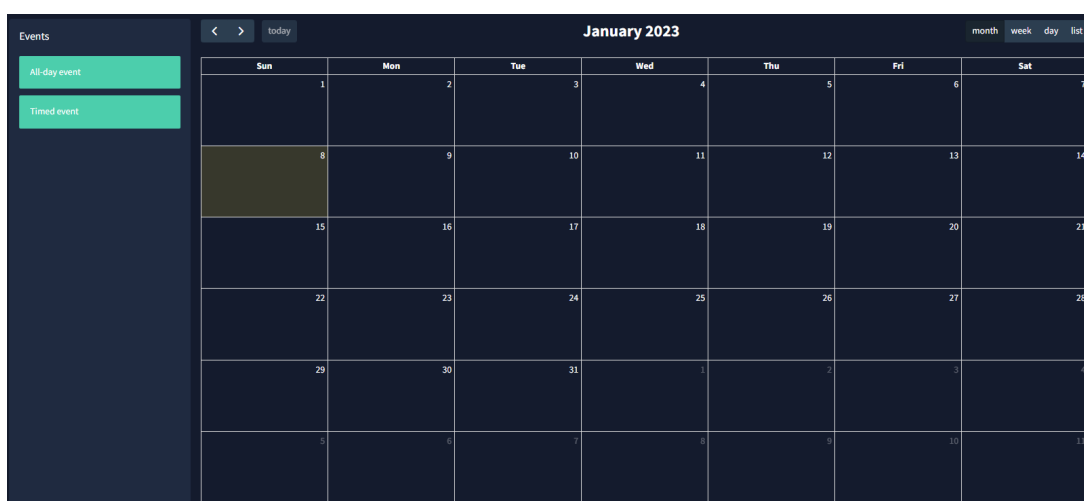 Events
All-day event
Timed event
today
January 2023
month week day list
Sun Mon Tue Wed Thu Fri Sat
1 2 3 4 5 6 7
8 9 10 11 12 13 14
15 16 17 18 19 20 21
22 23 24 25 26 27 28
29 30 31 1 2 3 4
5 6 7 8 9 10 11